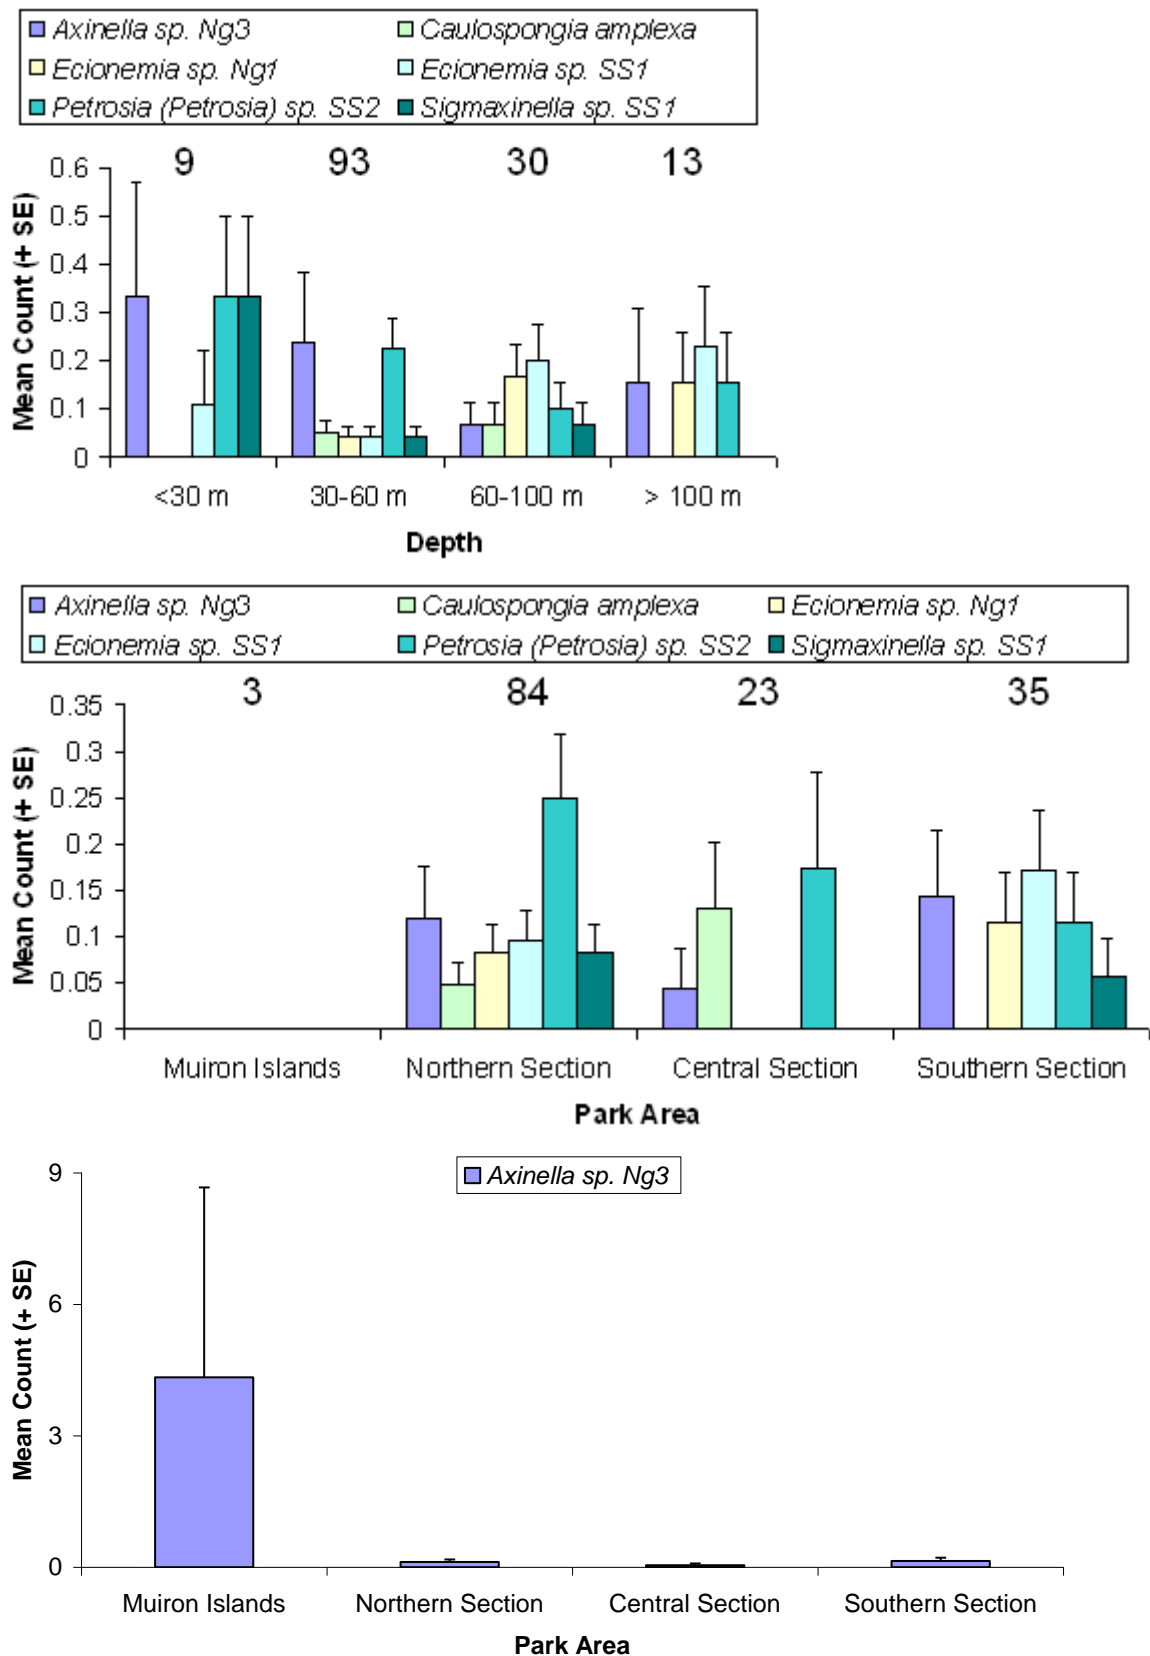 Axinella sp. Ng3 Caulospongia amplexa
Ecionemia sp. Ng1 Ecionemia sp. SS1
Petrosia (Petrosia) sp. SS2 Sigmaxinella sp. SS1
9 93 30 13
Mean Count (+ SE)
0.6
0.5
0.4
0.3
0.2
0.1
0
<30 m 30-60 m 60-100 m > 100 m
Depth
Axinella sp. Ng3 Caulospongia amplexa Ecionemia sp. Ng1
Ecionemia sp. SS1 Petrosia (Petrosia) sp. SS2 Sigmaxinella sp. SS1
3 84 23 35
Mean Count (+ SE)
0.35
0.3
0.25
0.2
0.15
0.1
0.05
0
Muiron Islands Northern Section Central Section Southern Section
Park Area
Axinella sp. Ng3
Mean Count (+ SE)
9
6
3
0
Muiron Islands Northern Section Central Section Southern Section
Park Area